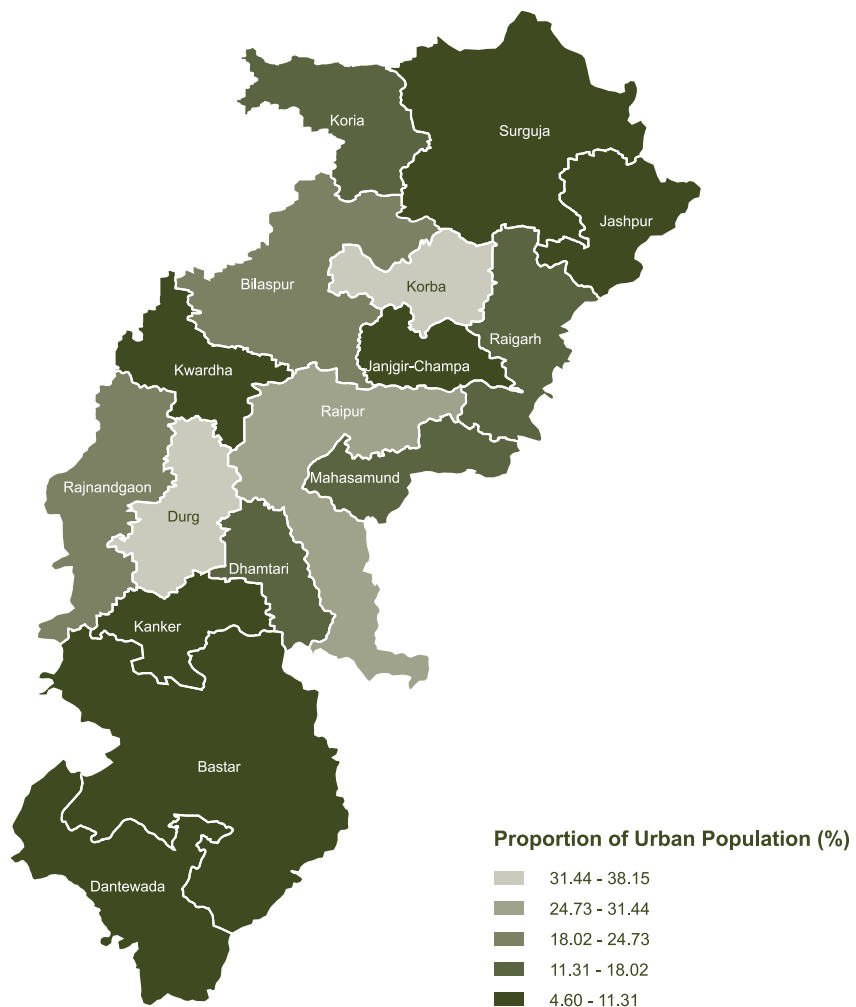 Koria
Surguja
Jashpur
Bilaspur
Korba
Raigarh
Janjgir-Champa
Kwardha
Raipur
Mahasamund
Rajnandgaon
Durg
Dhamtari
Kanker
Bastar
Dantewada
Proportion of Urban Population (%)
31.44 - 38.15
24.73 - 31.44
18.02 - 24.73
11.31 - 18.02
4.60 - 11.31